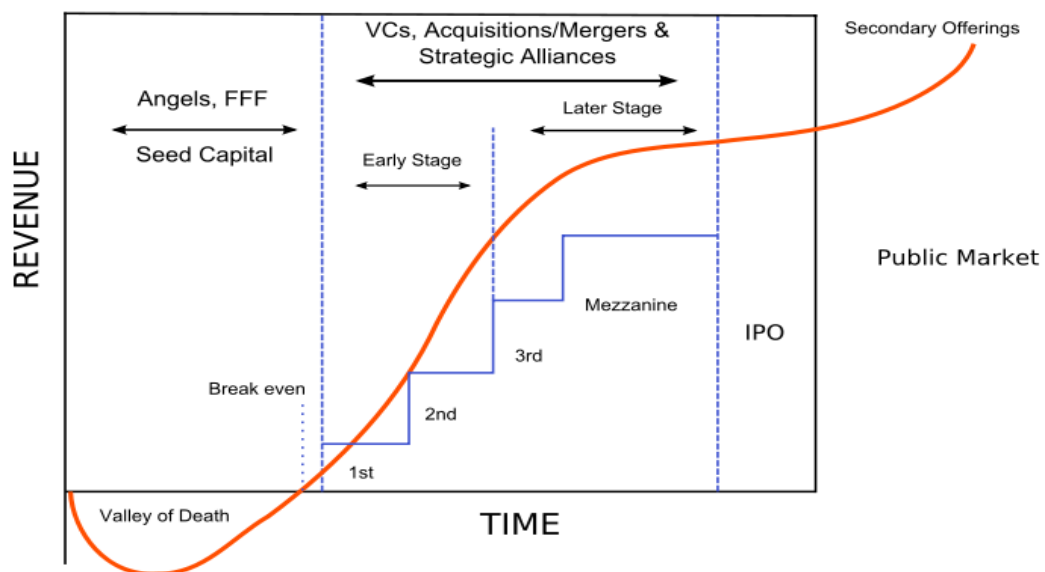 VCs, Acquisitions/Mergers &
Strategic Alliances
Secondary Offerings
Angels, FFF
Seed Capital
Later Stage
Early Stage
REVENUE
Public Market
Mezzanine
IPO
3rd
Break even
2nd
1st
Valley of Death
TIME